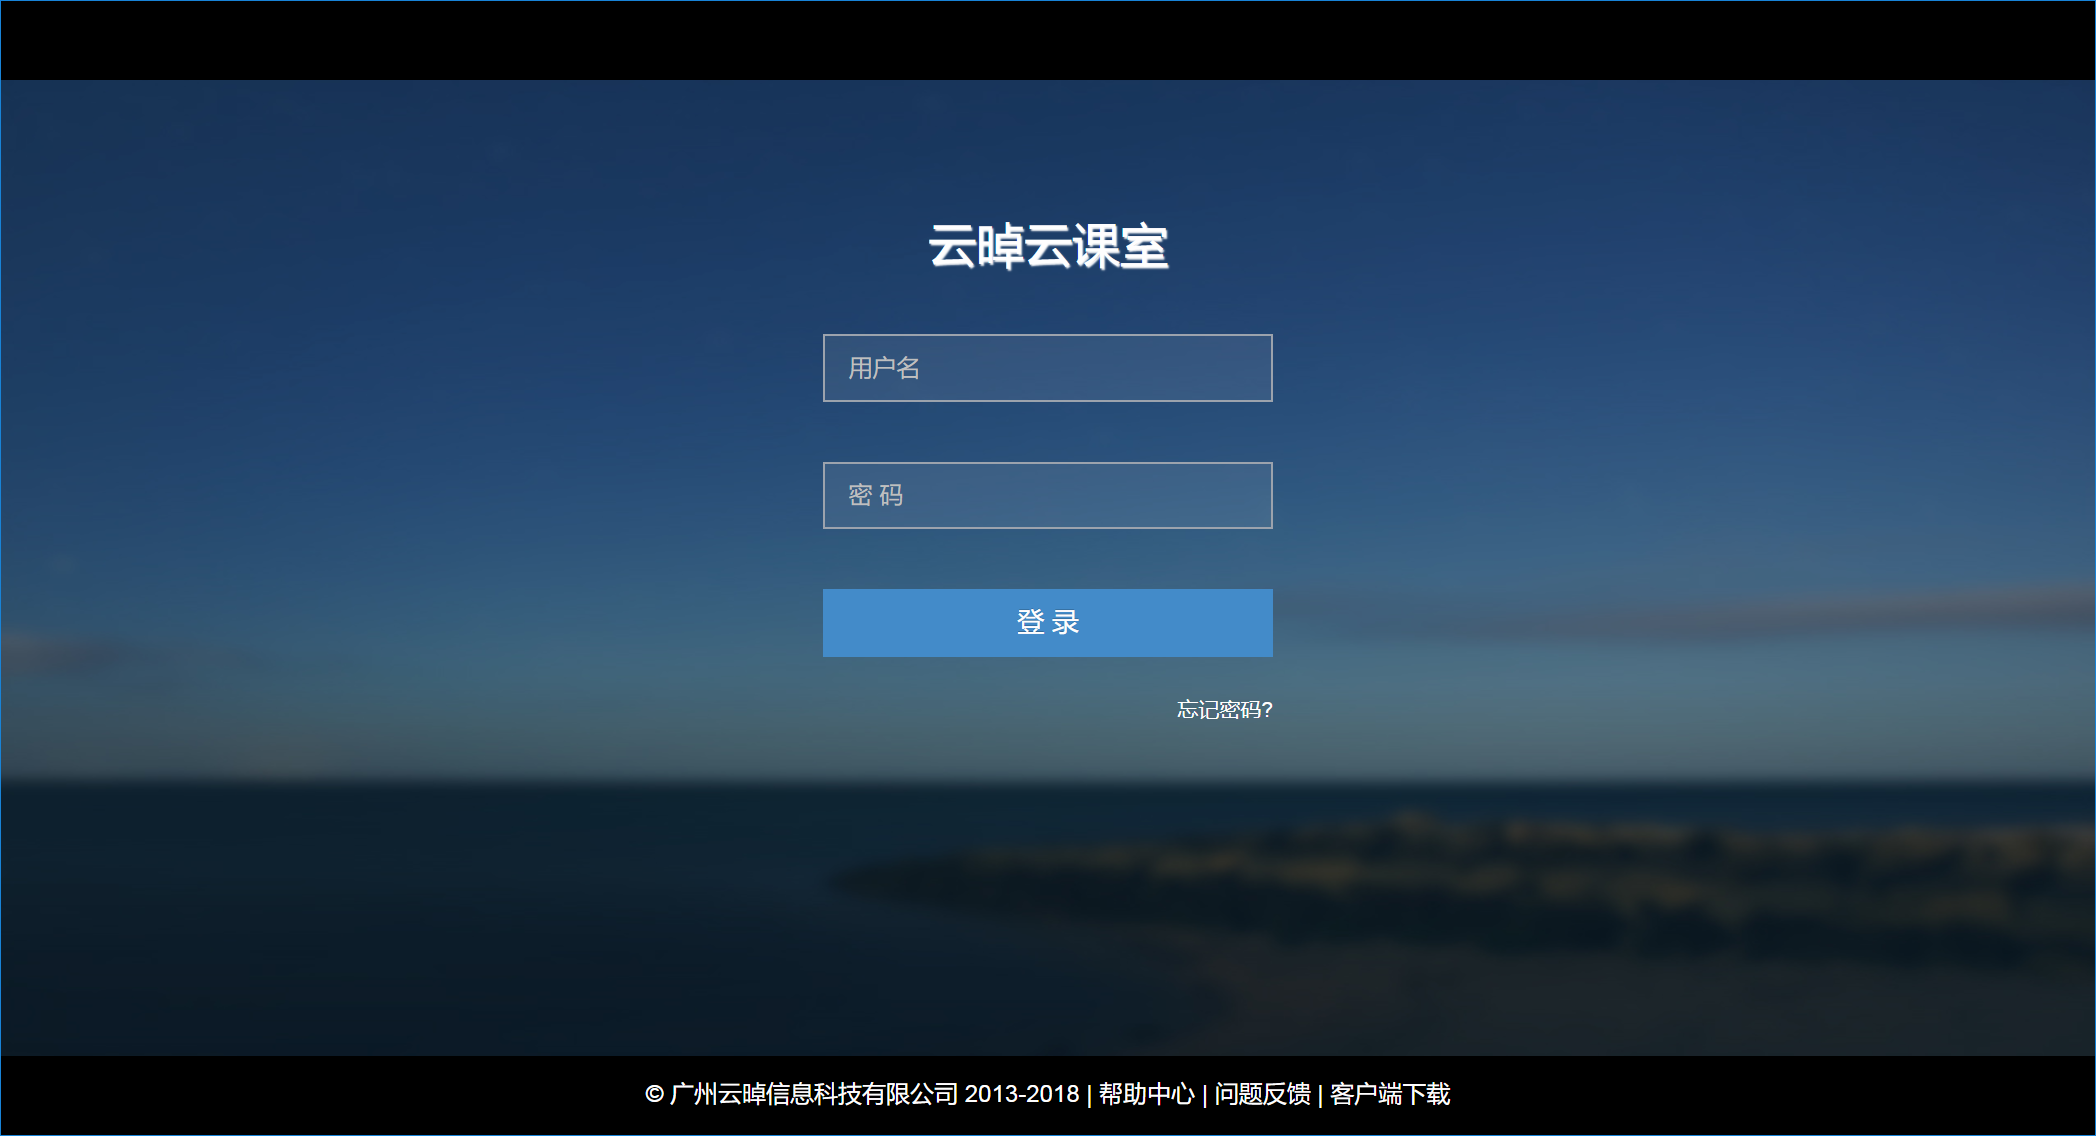 云晫云课室
用户名
密 码
登 录
忘记密码?
© 广州云晫信息科技有限公司 2013-2018 | 帮助中心 | 问题反馈 | 客户端下载